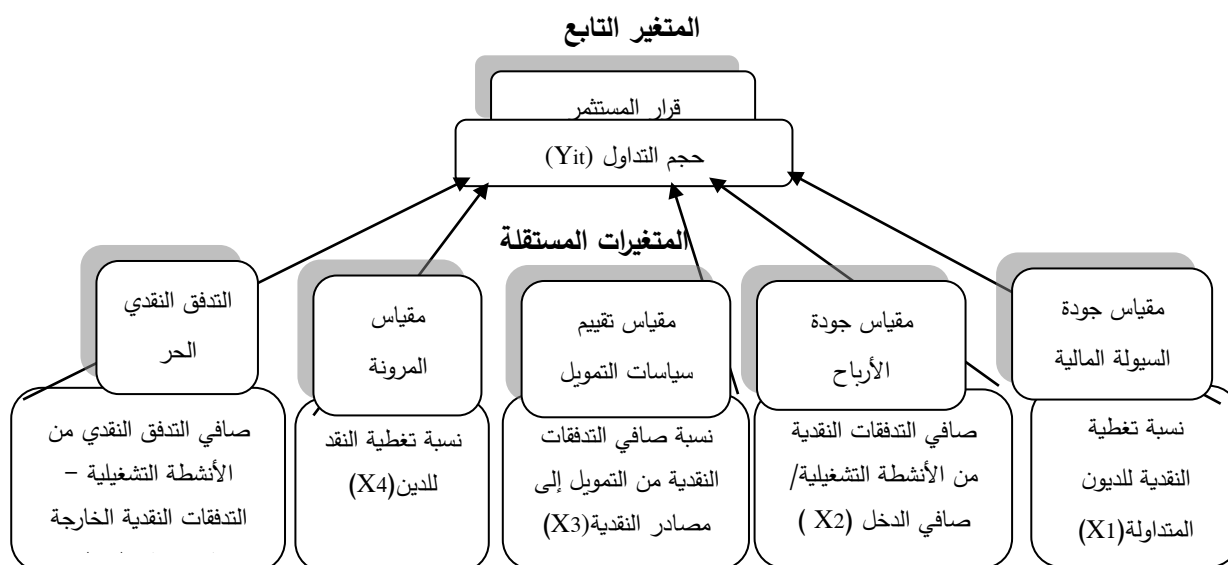 المتغير التابع
قرار المستثمر
حجم التداول (Yit)
المتغيرات المستقلة
مقياس جودة
السيولة المالية
نسبة تغطية
النقدية للديون
المتداولة(X1)
مقياس جودة
الأرباح
صافي التدفقات النقدية
من الأنشطة التشغيلية/
صافي الدخل (X2 )
مقياس تقييم
سياسات التمويل
نسبة صافي التدفقات
النقدية من التمويل إلى
مصادر النقدية(X3)
مقياس
المرونة
نسبة تغطية النقد
للدين(X4)
التدفق النقدي
الحر
صافي التدفق النقدي من
الأنشطة التشغيلية –
التدفقات النقدية الخارجة